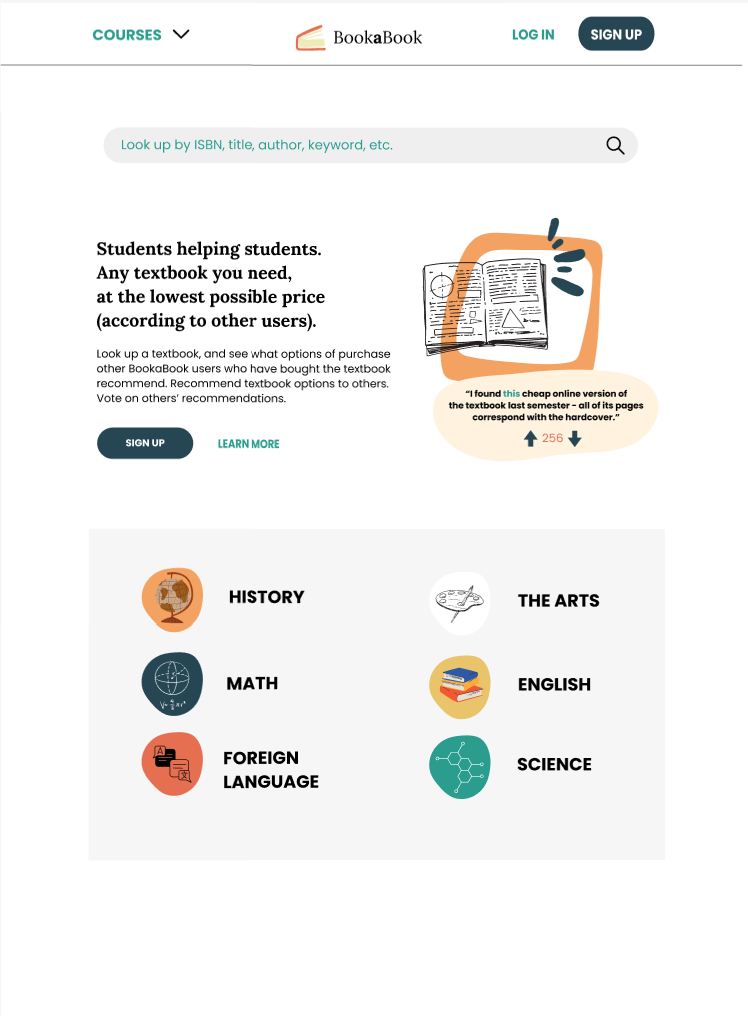 COURSES
BookaBook
LOG IN
SIGN UP
Look up by ISBN, title, author, keyword, etc.
Students helping students.
Any textbook you need,
at the lowest possible price
(according to other users).
Look up a textbook, and see what options of purchase
other BookaBook users who have bought the textbook
recommend. Recommend textbook options to others.
Vote on others’ recommendations.
SIGN UP
LEARN MORE
“I found this cheap online version of
the textbook last semester - all of its pages
correspond with the hardcover.”
256
HISTORY
THE ARTS
V= 4/3 πr³
MATH
ENGLISH
A
文
FOREIGN
LANGUAGE
SCIENCE